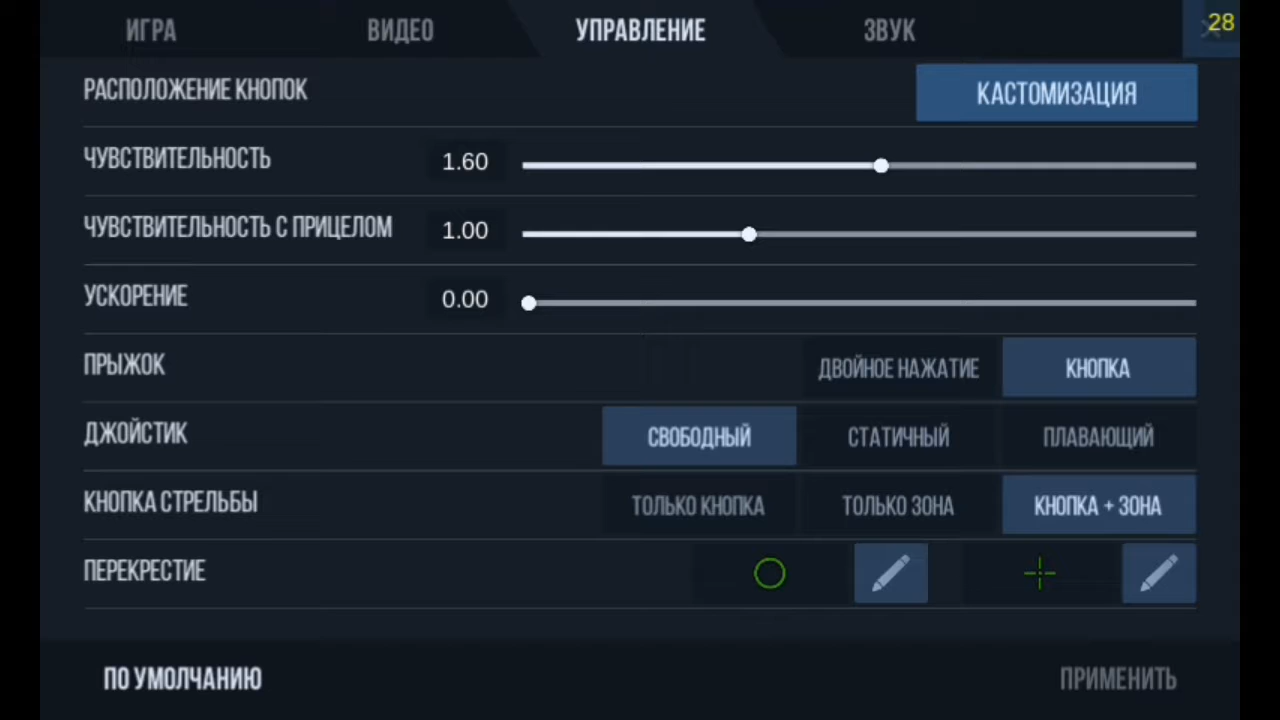 ИГРА ВИДЕО УПРАВЛЕНИЕ ЗВУК 28
РАСПОЛОЖЕНИЕ КНОПОК КАСТОМИЗАЦИЯ
ЧУВСТВИТЕЛЬНОСТЬ 1.60
ЧУВСТВИТЕЛЬНОСТЬ С ПРИЦЕЛОМ 1.00
УСКОРЕНИЕ 0.00
ПРЫЖОК ДВОЙНОЕ НАЖАТИЕ КНОПКА
ДЖОЙСТИК СВОБОДНЫЙ СТАТИЧНЫЙ ПЛАВАЮЩИЙ
КНОПКА СТРЕЛЬБЫ ТОЛЬКО КНОПКА ТОЛЬКО ЗОНА КНОПКА + ЗОНА
ПЕРЕКРЕСТИЕ
ПО УМОЛЧАНИЮ ПРИМЕНИТЬ